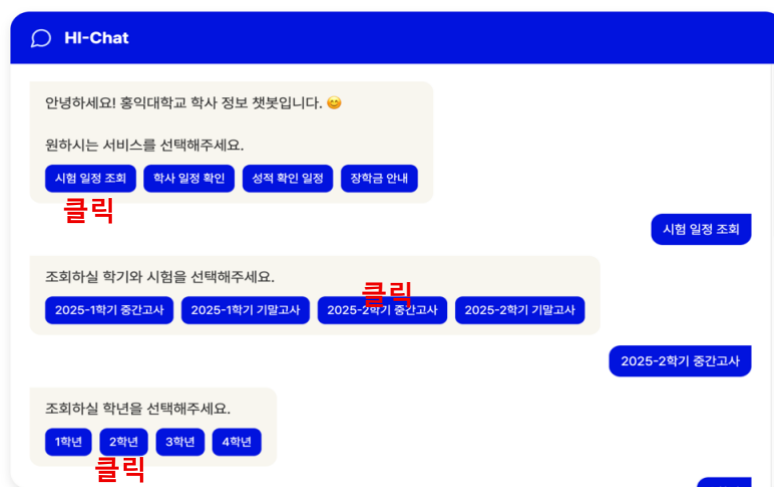 HI-Chat
안녕하세요! 홍익대학교 학사 정보 챗봇입니다. 😊
원하시는 서비스를 선택해주세요.
시험 일정 조회 학사 일정 확인 성적 확인 일정 장학금 안내
클릭
시험 일정 조회
조회하실 학기와 시험을 선택해주세요.
클릭
2025-1학기 중간고사 2025-1학기 기말고사 2025-2학기 중간고사 2025-2학기 기말고사
2025-2학기 중간고사
조회하실 학년을 선택해주세요.
1학년 2학년 3학년 4학년
클릭